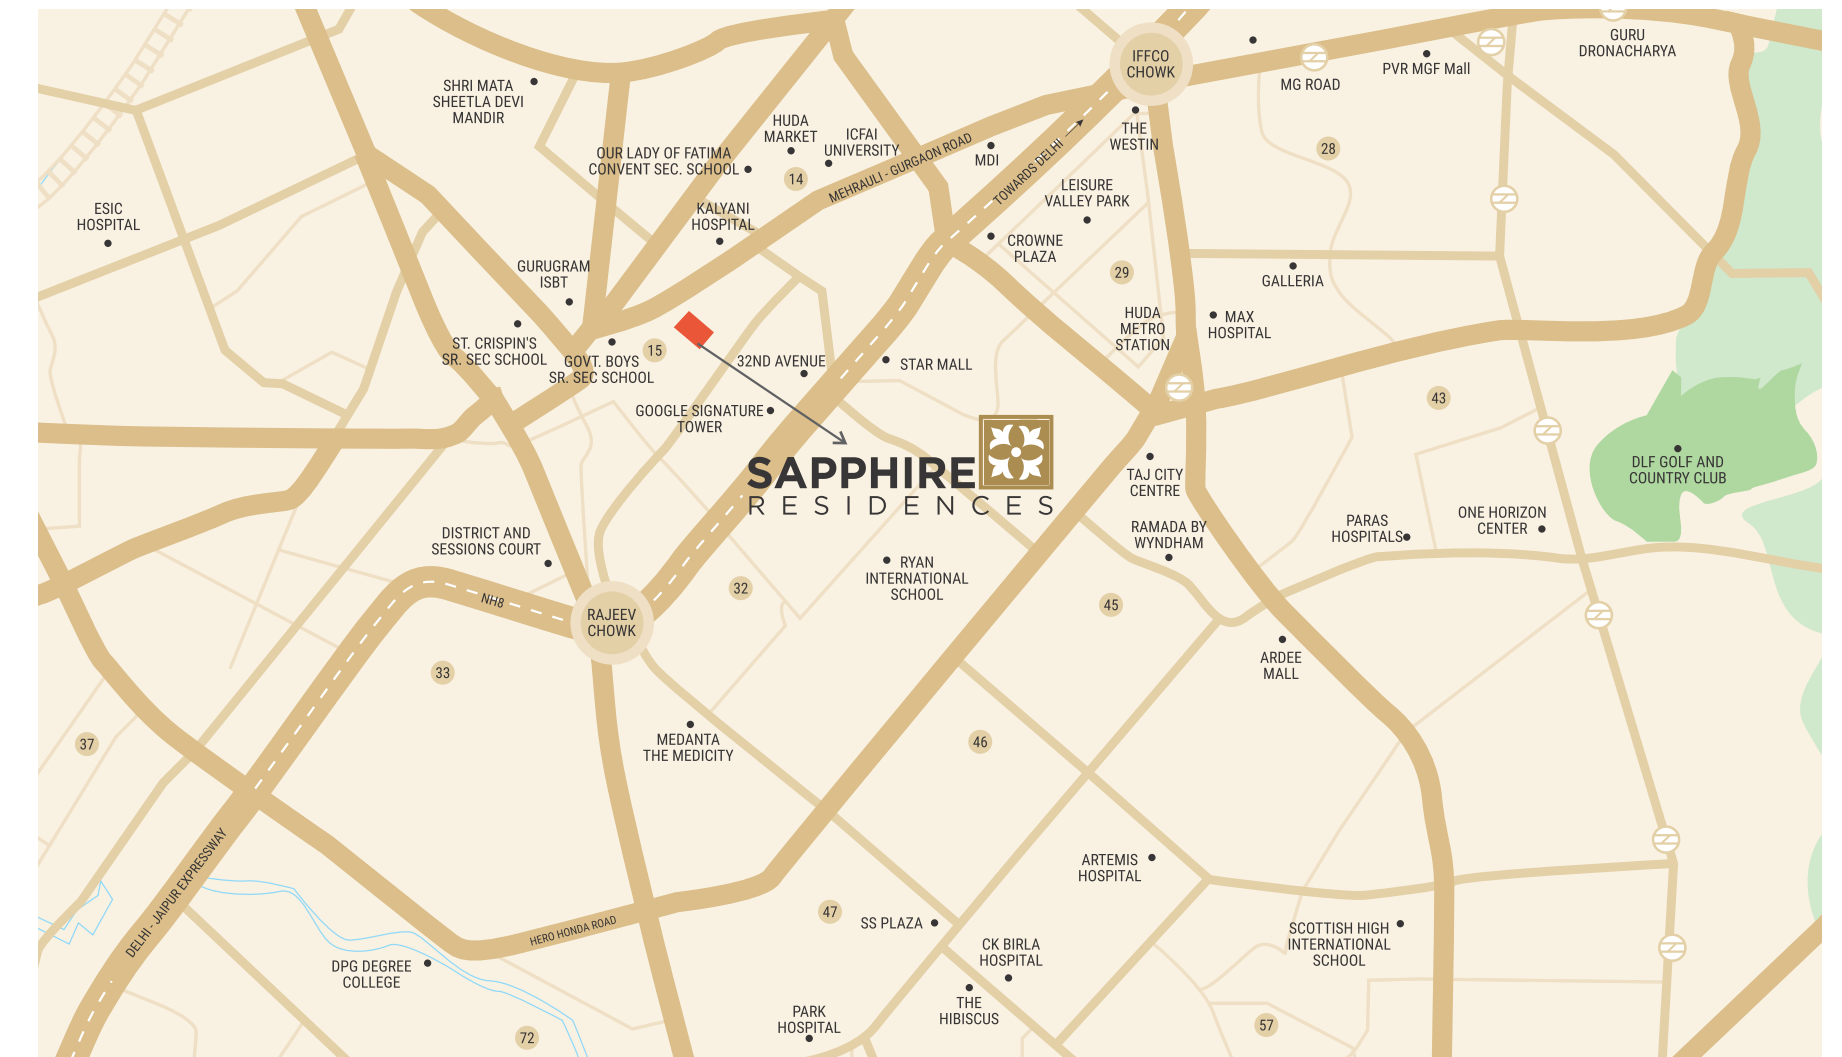 GURU
DRONACHARYA
IFFCO
CHOWK
MG ROAD
PVR MGF Mall
SHRI MATA
SHEETLA DEVI
MANDIR
HUDA
MARKET
ICFAI
UNIVERSITY
THE
WESTIN
OUR LADY OF FATIMA
CONVENT SEC. SCHOOL
14
MEHRAULI - GURGAON ROAD
MDI
TOWARDS DELHI
28
LEISURE
VALLEY PARK
ESIC
HOSPITAL
KALYANI
HOSPITAL
CROWNE
PLAZA
GURUGRAM
ISBT
29
GALLERIA
HUDA
METRO
STATION
MAX
HOSPITAL
ST. CRISPIN'S
SR. SEC SCHOOL
GOVT. BOYS
SR. SEC SCHOOL
15
32ND AVENUE
STAR MALL
43
GOOGLE SIGNATURE
TOWER
SAPPHIRE
RESIDENCES
TAJ CITY
CENTRE
DLF GOLF AND
COUNTRY CLUB
DISTRICT AND
SESSIONS COURT
RAMADA BY
WYNDHAM
PARAS
HOSPITALS
ONE HORIZON
CENTER
RYAN
INTERNATIONAL
SCHOOL
32
45
NH8
RAJEEV
CHOWK
33
ARDEE
MALL
37
MEDANTA
THE MEDICITY
46
DELHI - JAIPUR EXPRESSWAY
ARTEMIS
HOSPITAL
47
SS PLAZA
HERO HONDA ROAD
SCOTTISH HIGH
INTERNATIONAL
SCHOOL
CK BIRLA
HOSPITAL
DPG DEGREE
COLLEGE
THE
HIBISCUS
PARK
HOSPITAL
72
57